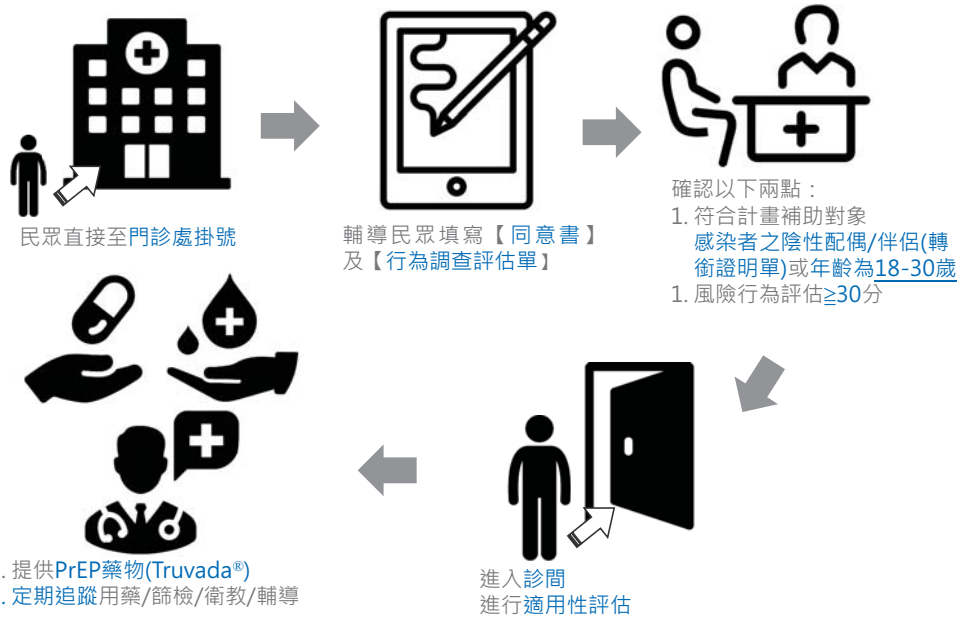 民眾直接至門診處掛號
輔導民眾填寫【同意書】
及【行為調查評估單】
確認以下兩點：
1. 符合計畫補助對象
感染者之陰性配偶/伴侶(轉
銜證明單)或年齡為18-30歲
1. 風險行為評估≧30分
進入診間
進行適用性評估
. 提供PrEP藥物(Truvada®)
. 定期追蹤用藥/篩檢/衛教/輔導